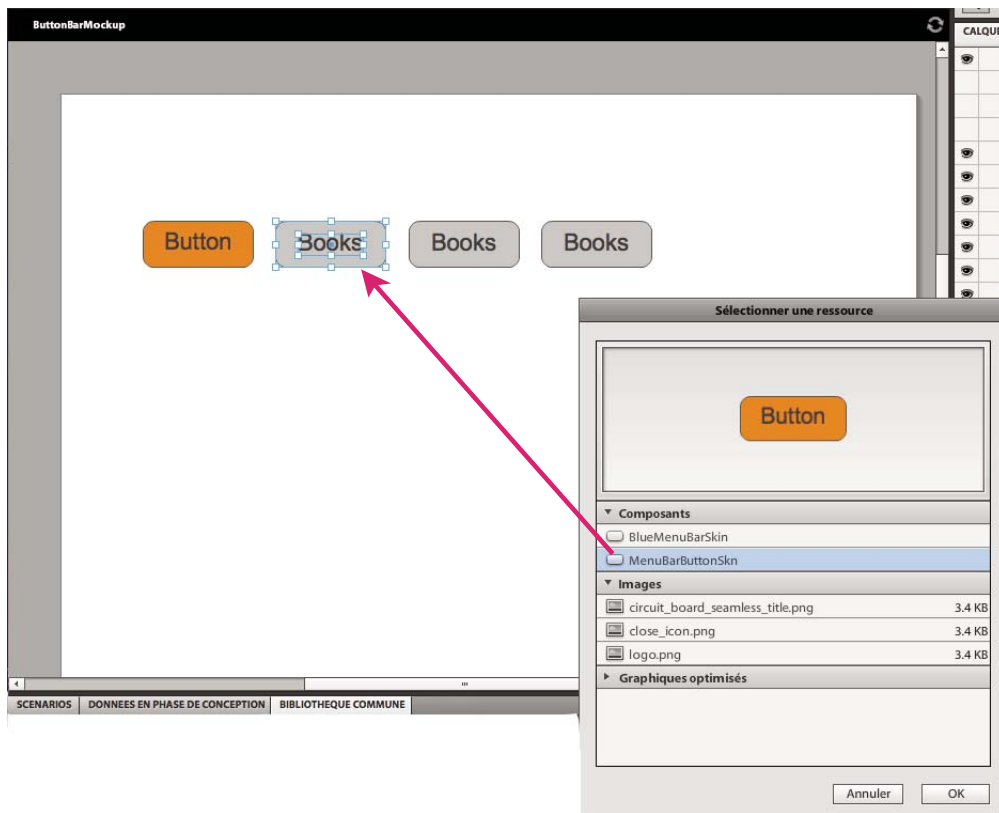 ButtonBarMockup
CALQU
Button Books Books Books
Sélectionner une ressource
Button
Composants
BlueMenuBarSkin
MenuBarButtonSkn
Images
circuit_board_seamless_title.png 3.4 KB
close_icon.png 3.4 KB
logo.png 3.4 KB
Graphiques optimisés
SCENARIOS DONNEES EN PHASE DE CONCEPTION BIBLIOTHEQUE COMMUNE
Annuler OK